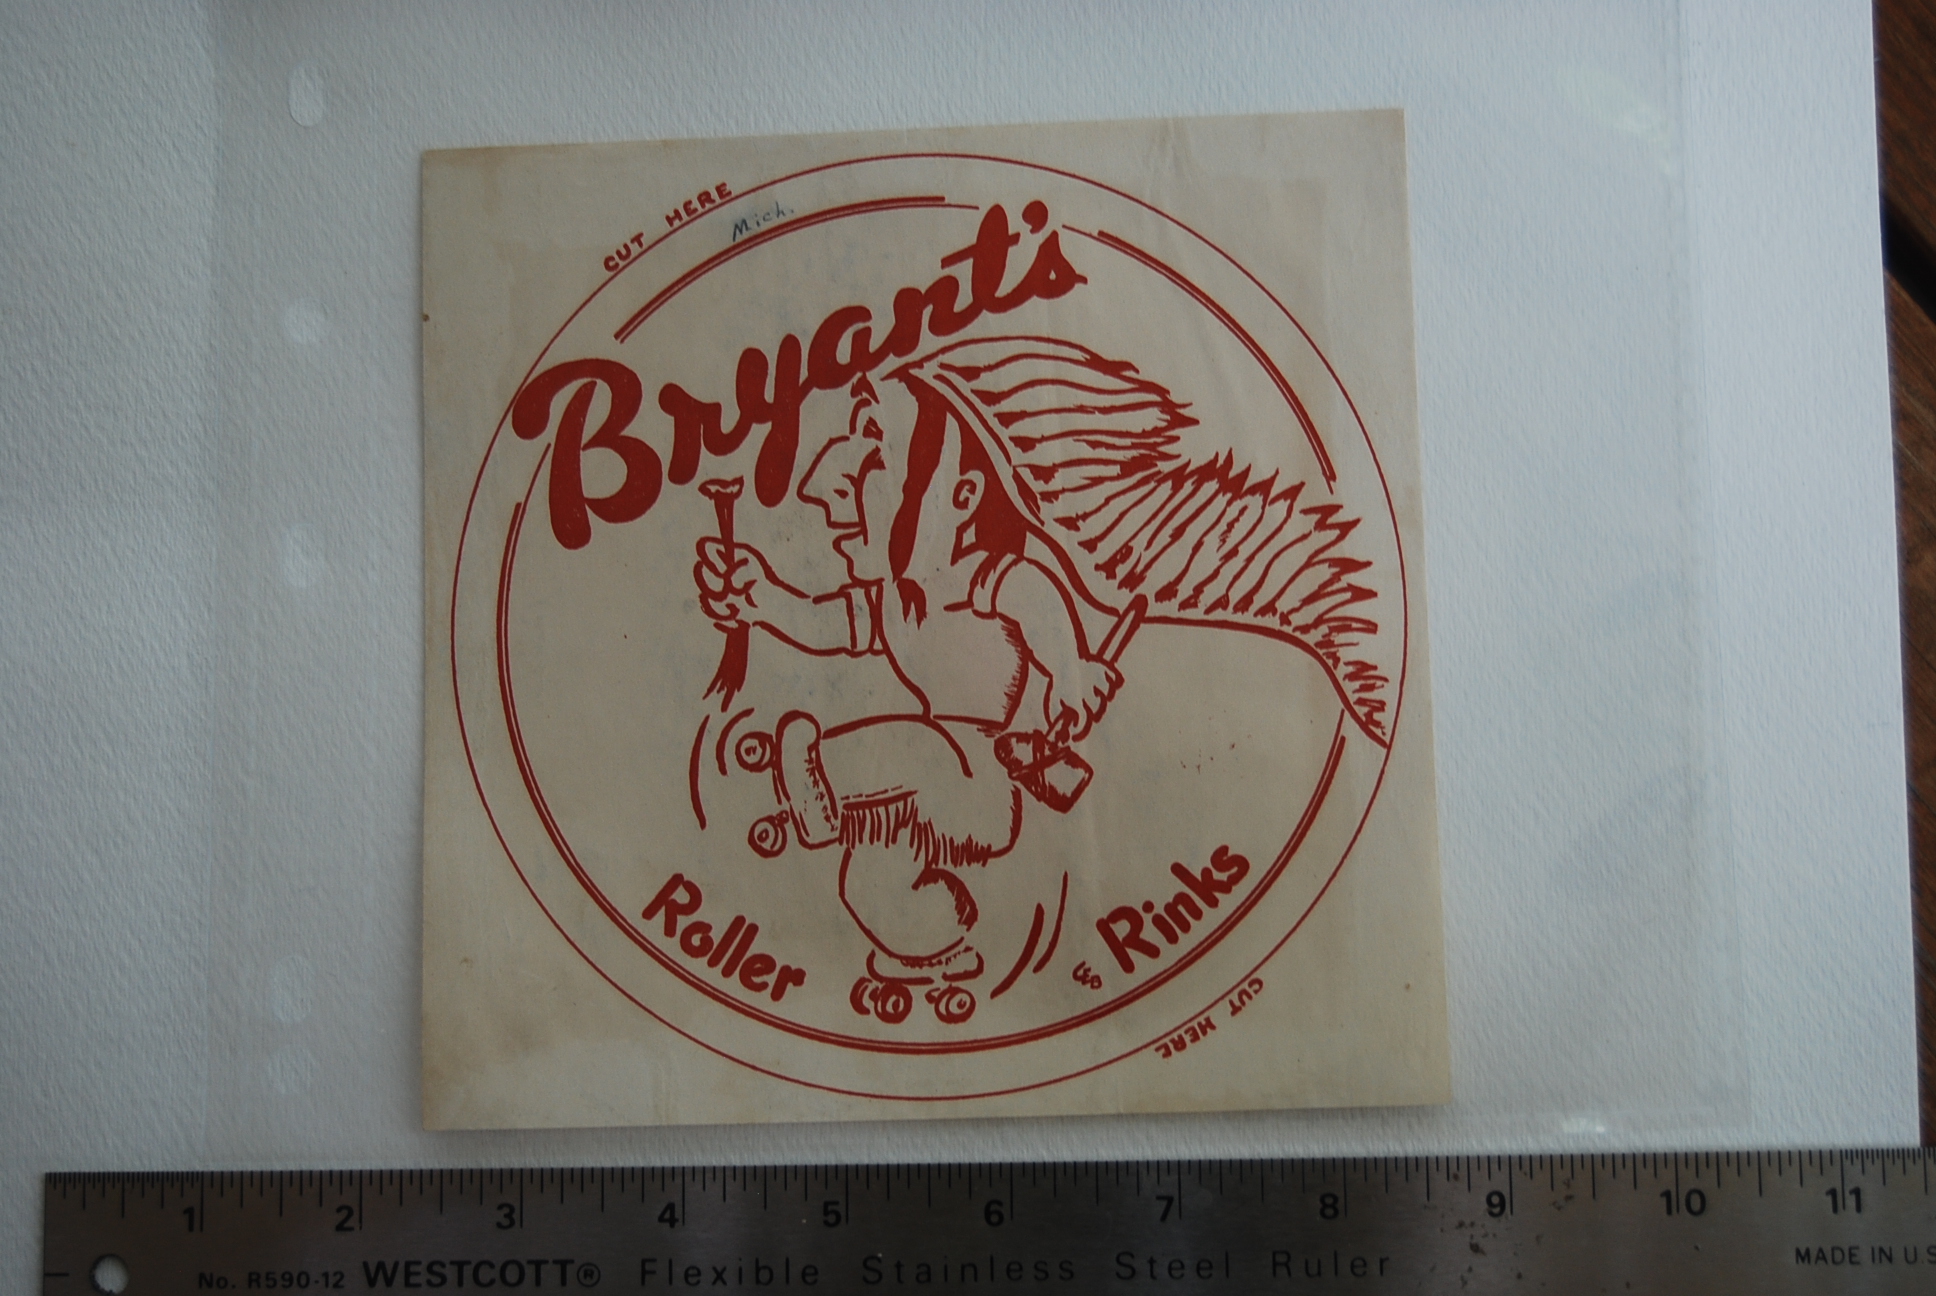 CUT HERE
Mich.
Bryant's
Roller Rinks
CUT HERE
1 2 3 4 5 6 7 8 9 10 11
No. R590-12 WESTCOTT® Flexible Stainless Steel Ruler
MADE IN U.S